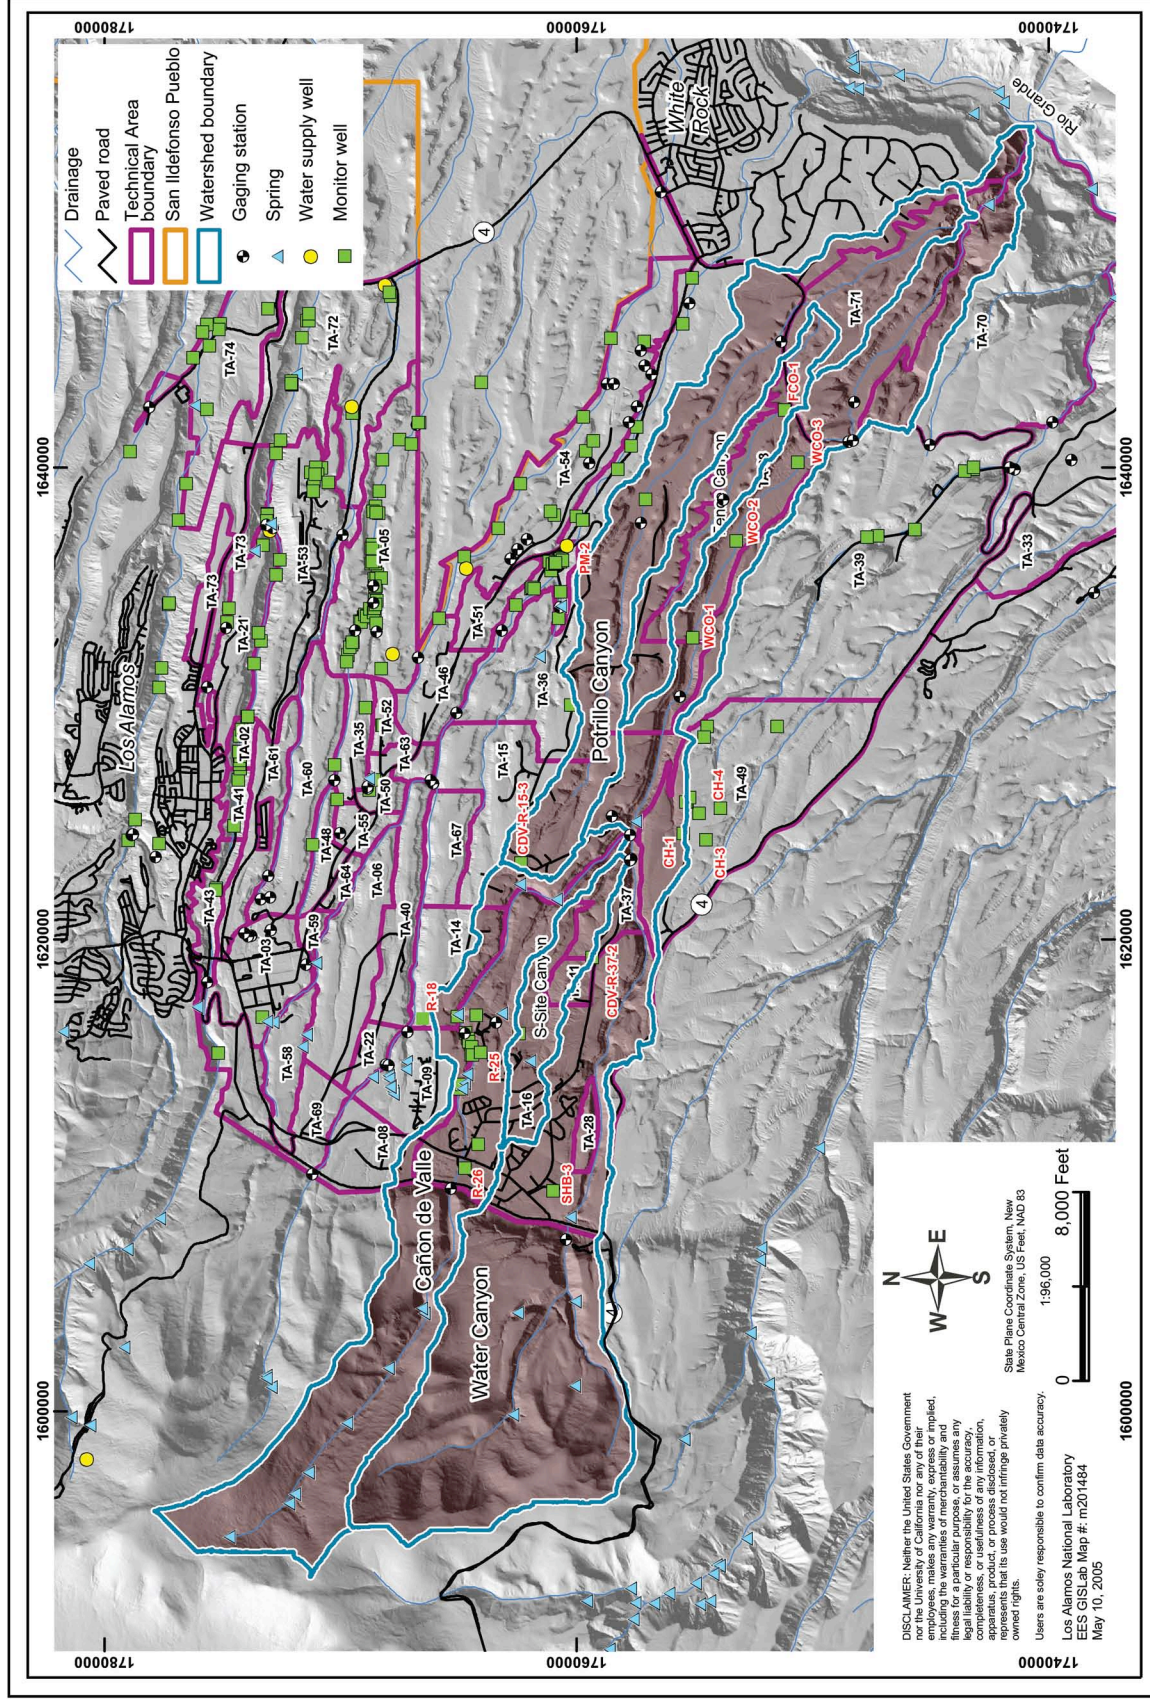 1600000
1620000
1640000
1780000
1780000
1760000
1760000
1740000
1740000
1600000
1620000
1640000
Drainage
Paved road
Technical Area
boundary
San Ildefonso Pueblo
Watershed boundary
Gaging station
Spring
Water supply well
Monitor well
Los Alamos
White
Rock
Rio Grande
4
4
4
TA-74
TA-72
TA-73
TA-73
TA-21
TA-53
TA-05
TA-02
TA-41
TA-43
TA-61
TA-60
TA-35
TA-52
TA-63
TA-50
TA-55
TA-48
TA-64
TA-59
TA-03
TA-06
TA-40
TA-58
TA-69
TA-22
TA-08
TA-09
TA-46
TA-51
TA-54
TA-36
TA-15
TA-67
TA-14
TA-16
TA-28
TA-37
TA-49
TA-39
TA-33
TA-70
TA-71
Cañon de Valle
Water Canyon
S-Site Canyon
Potrillo Canyon
R-18
R-25
R-26
SHB-3
CDV-R-37-2
CDV-R-15-3
CH-1
CH-3
CH-4
PM-2
WCO-1
WCO-2
WCO-3
FCO-1
N
W
E
S
State Plane Coordinate System, New
Mexico Central Zone, US Feet, NAD 83
1:96,000
0
8,000 Feet
DISCLAIMER: Neither the United States Government
nor the University of California nor any of their
employees, makes any warranty, express or implied,
including the warranties of merchantability and
fitness for a particular purpose, or assumes any
legal liability or responsibility for the accuracy,
completeness, or usefulness of any information,
apparatus, product, or process disclosed, or
represents that its use would not infringe privately
owned rights.
Users are soley responsible to confirm data accuracy.
Los Alamos National Laboratory
EES GISLab Map #: m201484
May 10, 2005